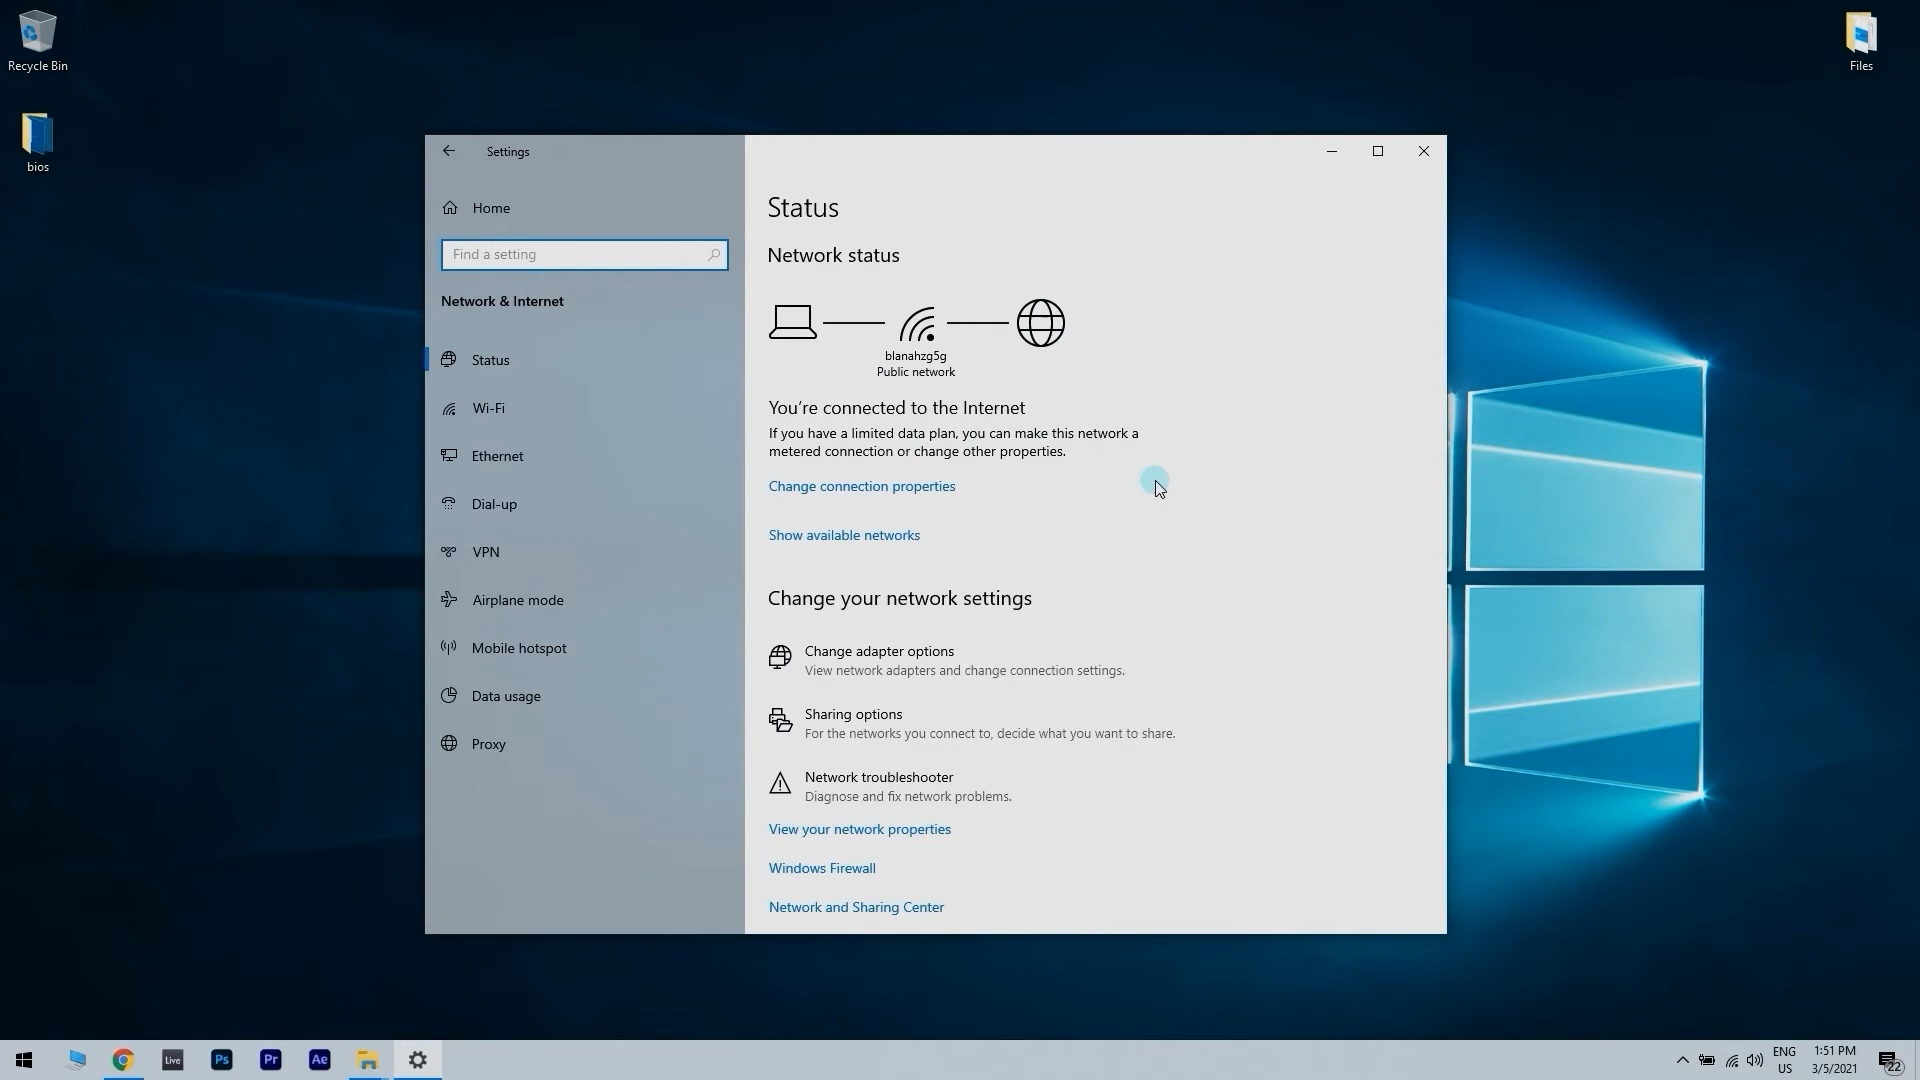 Recycle Bin
Files
bios
Settings
Home
Find a setting
Network & Internet
Status
Wi-Fi
Ethernet
Dial-up
VPN
Airplane mode
Mobile hotspot
Data usage
Proxy
Status
Network status
blanahzg5g
Public network
You're connected to the Internet
If you have a limited data plan, you can make this network a
metered connection or change other properties.
Change connection properties
Show available networks
Change your network settings
Change adapter options
View network adapters and change connection settings.
Sharing options
For the networks you connect to, decide what you want to share.
Network troubleshooter
Diagnose and fix network problems.
View your network properties
Windows Firewall
Network and Sharing Center
Live
Ps
Pr
Ae
ENG
US
1:51 PM
3/5/2021
22